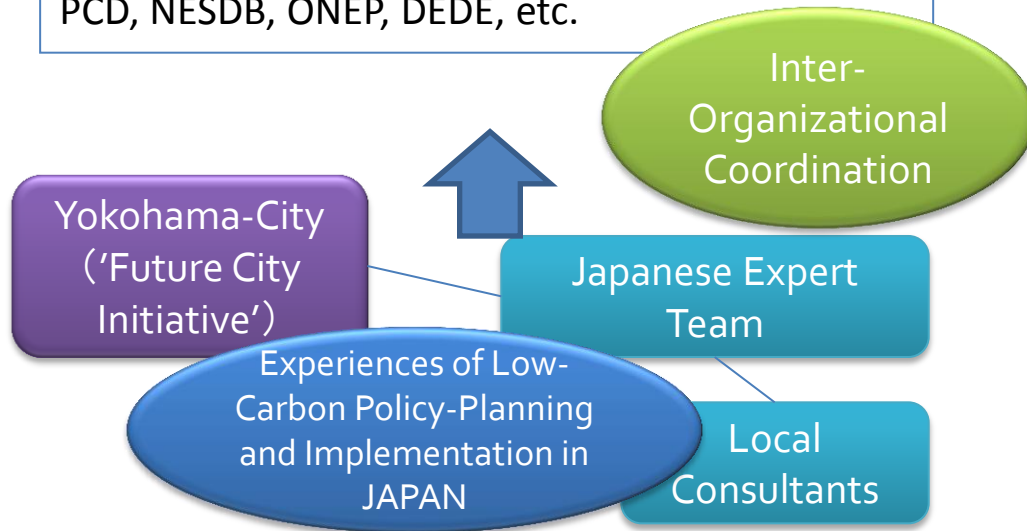 PCD, NESDB, ONEP, DEDE, etc.
Inter-
Organizational
Coordination
Yokohama-City
（‘Future City
Initiative’）
Japanese Expert
Team
Experiences of Low-
Carbon Policy-Planning
and Implementation in
JAPAN
Local
Consultants